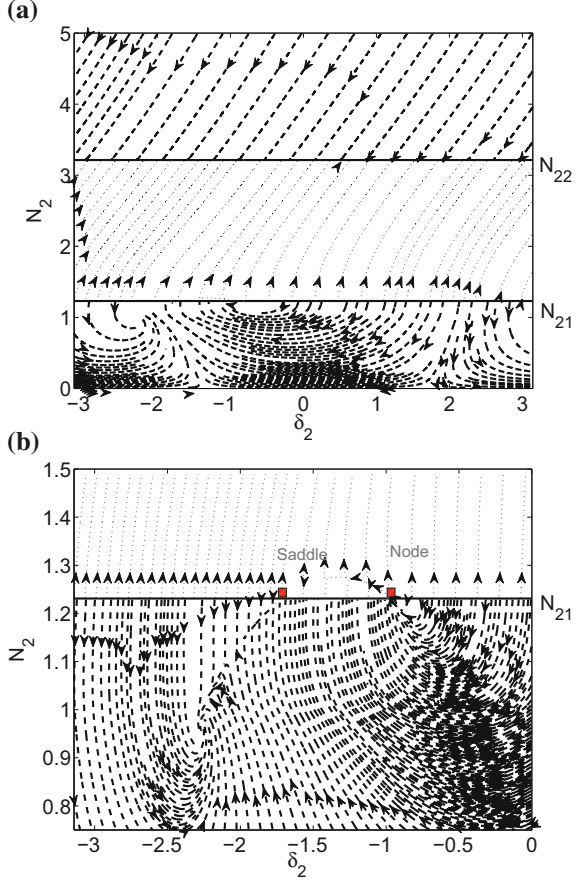 (a)
5
4
3
2
1
0
N₂
N₂₂
N₂₁
−3
−2
−1
0
1
2
3
δ₂
(b)
1.5
1.4
1.3
1.2
1.1
1
0.9
0.8
N₂
Saddle
Node
N₂₁
−3
−2.5
−2
−1.5
−1
−0.5
0
δ₂